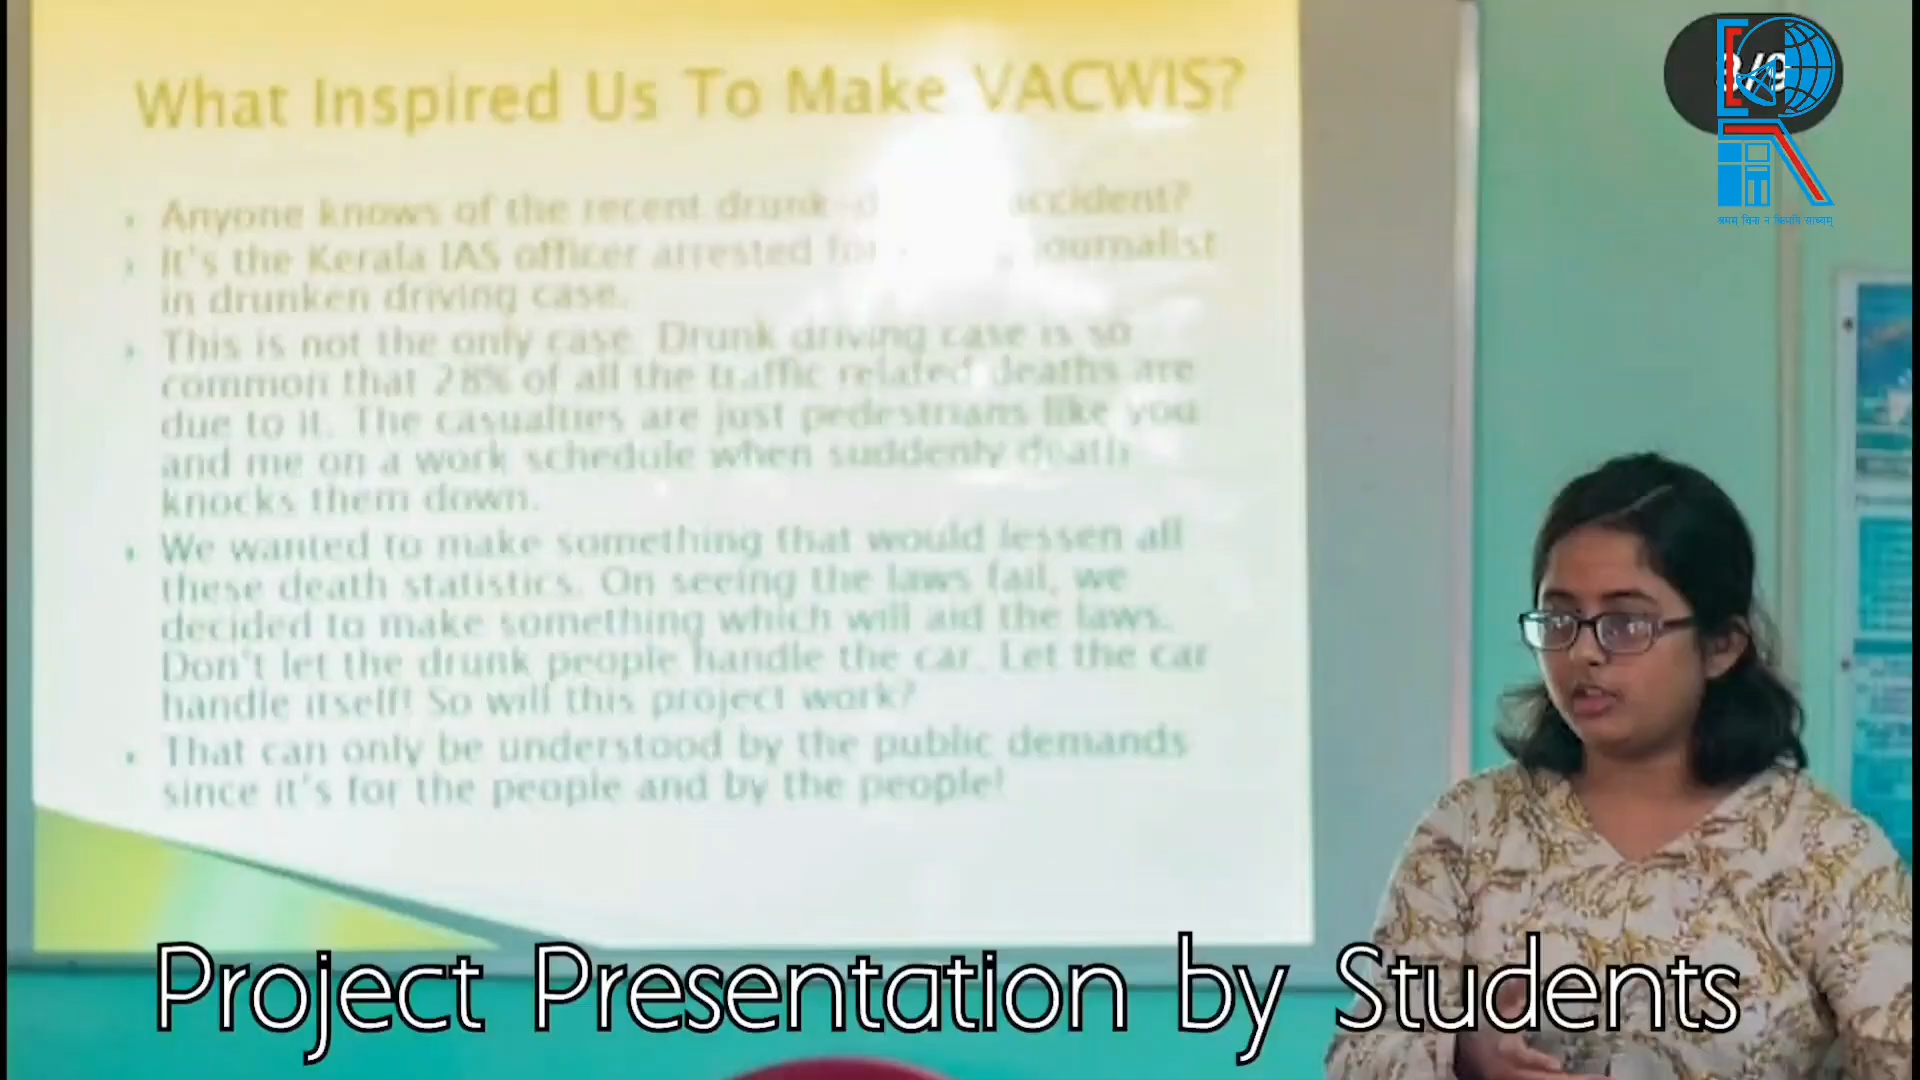 What Inspired Us To Make VACWIS?
Anyone knows of the recent drunk-d accident?
It's the Kerala IAS officer arrested for journalist
in drunken driving case.
This is not the only case. Drunk driving case is so
common that 28% of all the traffic related deaths are
due to it. The casualties are just pedestrians like you
and me on a work schedule when suddenly death
knocks them down.
We wanted to make something that would lessen all
these death statistics. On seeing the laws fail, we
decided to make something which will aid the laws.
Don't let the drunk people handle the car. Let the car
handle itself! So will this project work?
That can only be understood by the public demands
since it's for the people and by the people!
श्रमम् विना न किमपि साध्यम्
Project Presentation by Students